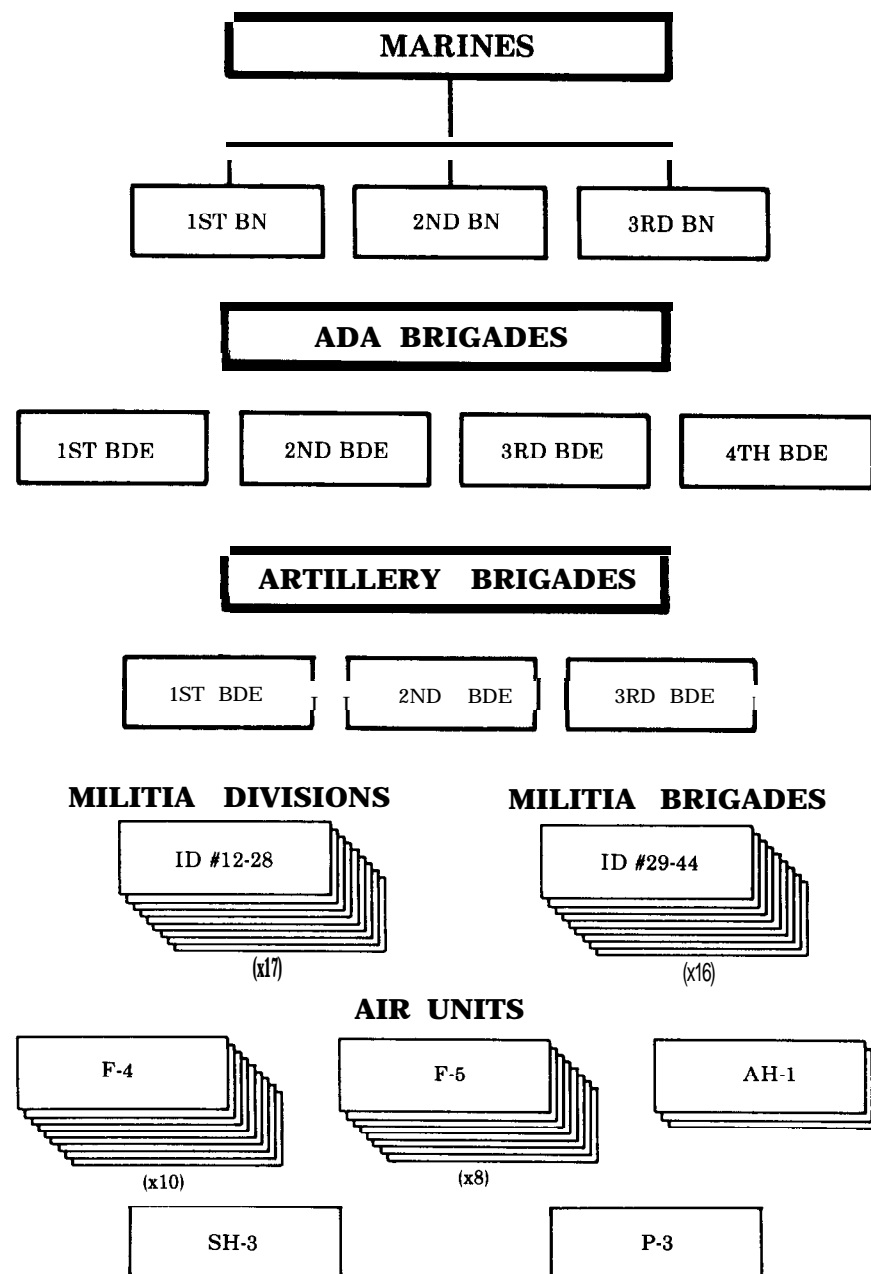 MARINES
1ST BN 2ND BN 3RD BN
ADA BRIGADES
1ST BDE 2ND BDE 3RD BDE 4TH BDE
ARTILLERY BRIGADES
1ST BDE 2ND BDE 3RD BDE
MILITIA DIVISIONS MILITIA BRIGADES
ID #12-28 ID #29-44
(x17) (x16)
AIR UNITS
F-4 F-5 AH-1
(x10) (x8)
SH-3 P-3